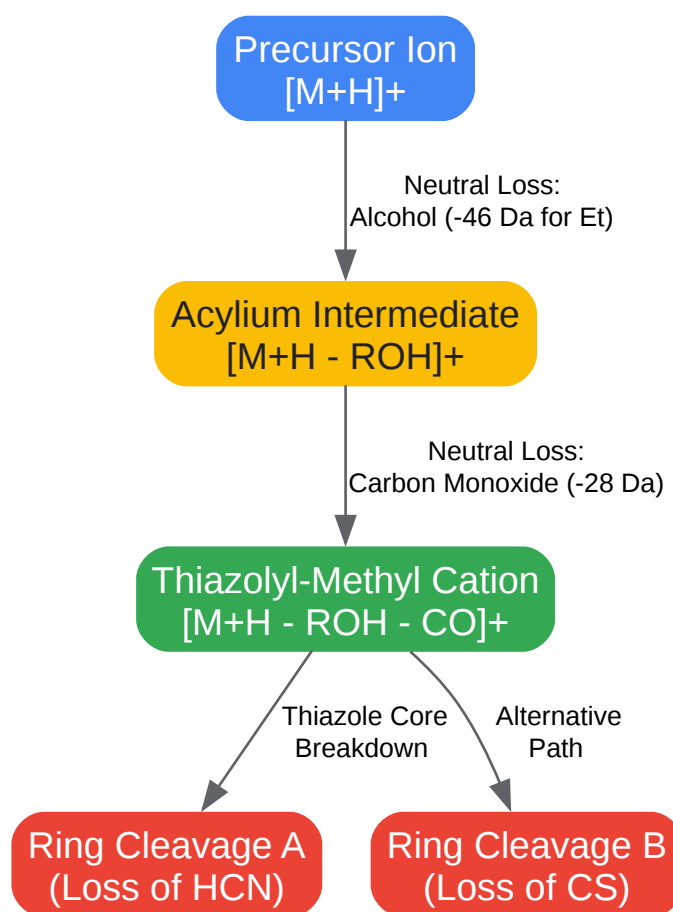 Precursor Ion
[M+H]+
Neutral Loss:
Alcohol (-46 Da for Et)
Acylium Intermediate
[M+H - ROH]+
Neutral Loss:
Carbon Monoxide (-28 Da)
Thiazolyl-Methyl Cation
[M+H - ROH - CO]+
Thiazole Core
Breakdown
Alternative
Path
Ring Cleavage A
(Loss of HCN)
Ring Cleavage B
(Loss of CS)